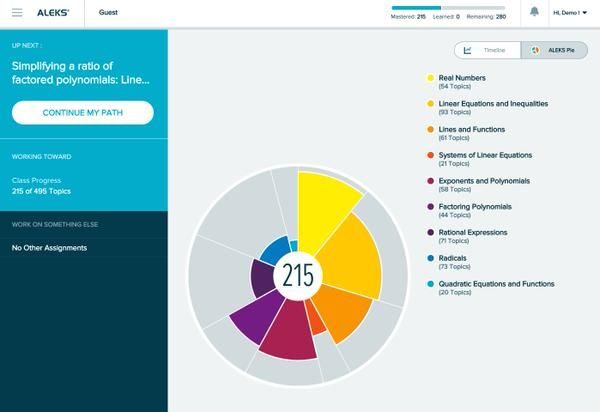 ALEKS®
Guest
Mastered: 215 Learned: 0 Remaining: 280
Hi, Demo !
UP NEXT :
Simplifying a ratio of
factored polynomials: Line...
CONTINUE MY PATH
WORKING TOWARD
Class Progress
215 of 495 Topics
WORK ON SOMETHING ELSE
No Other Assignments
Timeline
ALEKS Pie
Real Numbers
(54 Topics)
Linear Equations and Inequalities
(93 Topics)
Lines and Functions
(61 Topics)
Systems of Linear Equations
(21 Topics)
Exponents and Polynomials
(58 Topics)
Factoring Polynomials
(44 Topics)
Rational Expressions
(71 Topics)
Radicals
(73 Topics)
Quadratic Equations and Functions
(20 Topics)
215